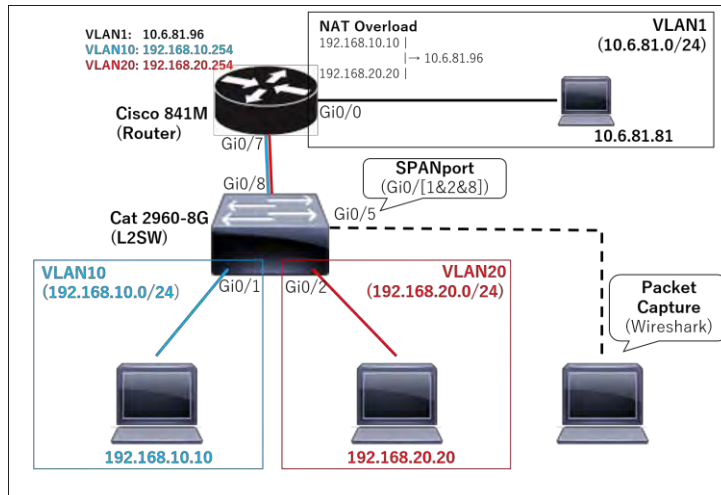 VLAN1: 10.6.81.96
VLAN10: 192.168.10.254
VLAN20: 192.168.20.254
NAT Overload
192.168.10.10 |
|→ 10.6.81.96
192.168.20.20 |
VLAN1
(10.6.81.0/24)
Cisco 841M
(Router)
Gi0/0
10.6.81.81
Gi0/7
Gi0/8
SPANport
(Gi0/[1&2&8])
Cat 2960-8G
(L2SW)
Gi0/5
VLAN10
(192.168.10.0/24)
Gi0/1
Gi0/2
VLAN20
(192.168.20.0/24)
Packet
Capture
(Wireshark)
192.168.10.10
192.168.20.20